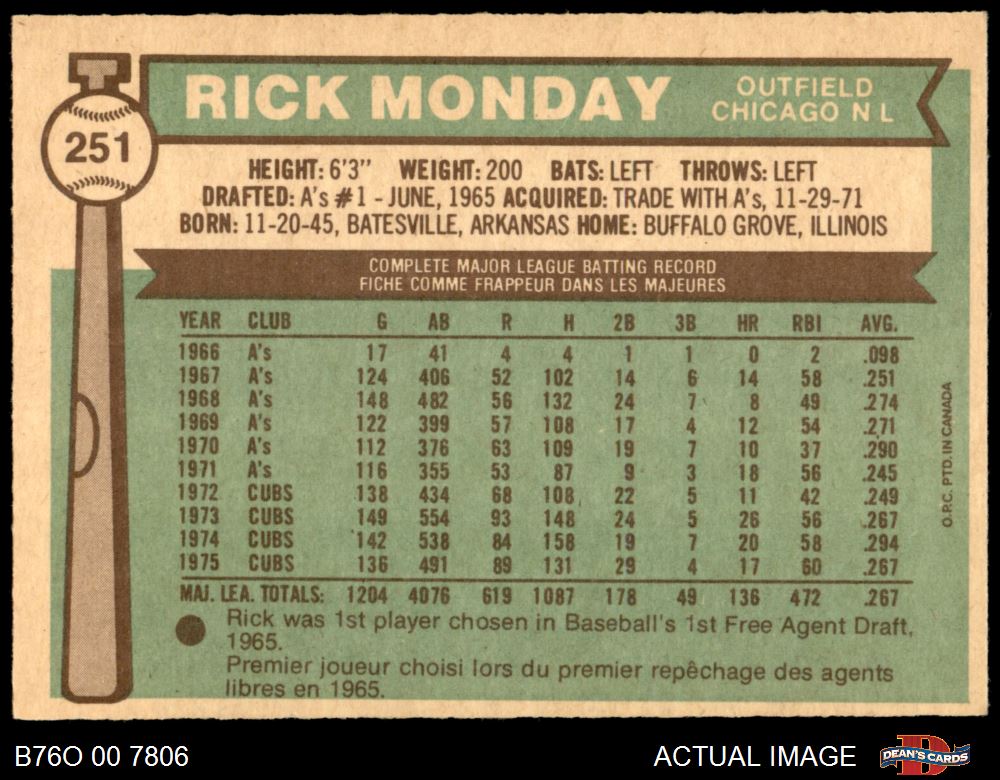 RICK MONDAY
OUTFIELD
CHICAGO N L
251
HEIGHT: 6'3" WEIGHT: 200 BATS: LEFT THROWS: LEFT
DRAFTED: A's #1 - JUNE, 1965 ACQUIRED: TRADE WITH A's, 11-29-71
BORN: 11-20-45, BATESVILLE, ARKANSAS HOME: BUFFALO GROVE, ILLINOIS
COMPLETE MAJOR LEAGUE BATTING RECORD
FICHE COMME FRAPPEUR DANS LES MAJEURES
YEAR CLUB G AB R H 2B 3B HR RBI AVG.
1966 A's 17 41 4 4 1 1 0 2 .098
1967 A's 124 406 52 102 14 6 14 58 .251
1968 A's 148 482 56 132 24 7 8 49 .274
1969 A's 122 399 57 108 17 4 12 54 .271
1970 A's 112 376 63 109 19 7 10 37 .290
1971 A's 116 355 53 87 9 3 18 56 .245
1972 CUBS 138 434 68 108 22 5 11 42 .249
1973 CUBS 149 554 93 148 24 5 26 56 .267
1974 CUBS 142 538 84 158 19 7 20 58 .294
1975 CUBS 136 491 89 131 29 4 17 60 .267
MAJ. LEA. TOTALS: 1204 4076 619 1087 178 49 136 472 .267
Rick was 1st player chosen in Baseball's 1st Free Agent Draft,
1965.
Premier joueur choisi lors du premier repêchage des agents
libres en 1965.
O.P.C. PTD. IN CANADA
B76O 00 7806
ACTUAL IMAGE
DEAN'S CARDS